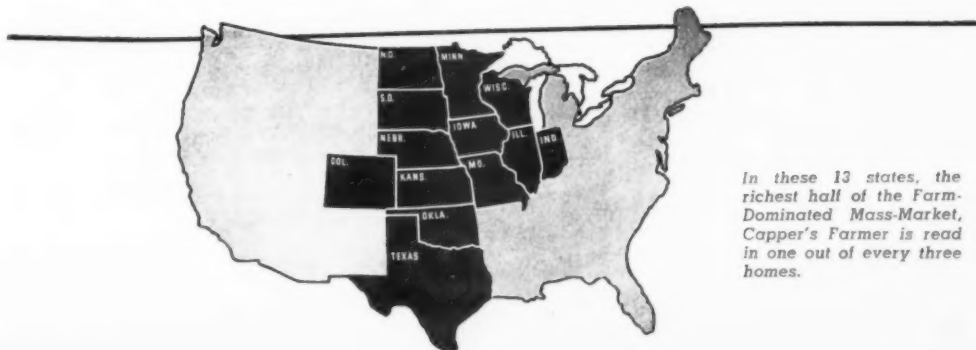 N.D.
MINN
WISC.
S.D.
IOWA
NEBR.
ILL.
IND.
COL.
KANS.
MO.
OKLA.
TEXAS
In these 13 states, the
richest half of the Farm-
Dominated Mass-Market,
Capper's Farmer is read
in one out of every three
homes.